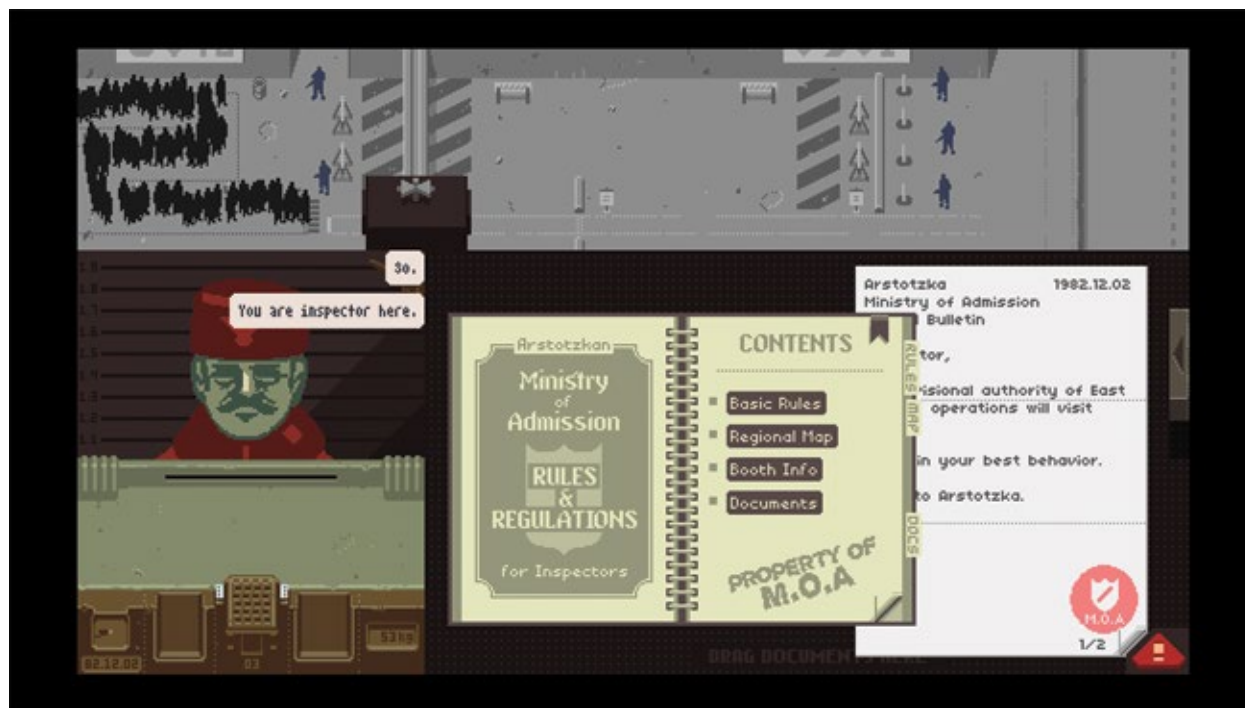 So.
You are inspector here.
Arstotzkan
Ministry
of
Admission
RULES
&
REGULATIONS
for Inspectors
CONTENTS
Basic Rules
Regional Map
Booth Info
Documents
PROPERTY OF
M.O.A
RULES
MAP
DOCS
Arstotzka 1982.12.02
Ministry of Admission
Bulletin
tor,
isional authority of East
operations will visit
in your best behavior.
to Arstotzka.
M.O.A
1/2
53kg
82.12.02
03
DRAG DOCUMENTS HERE